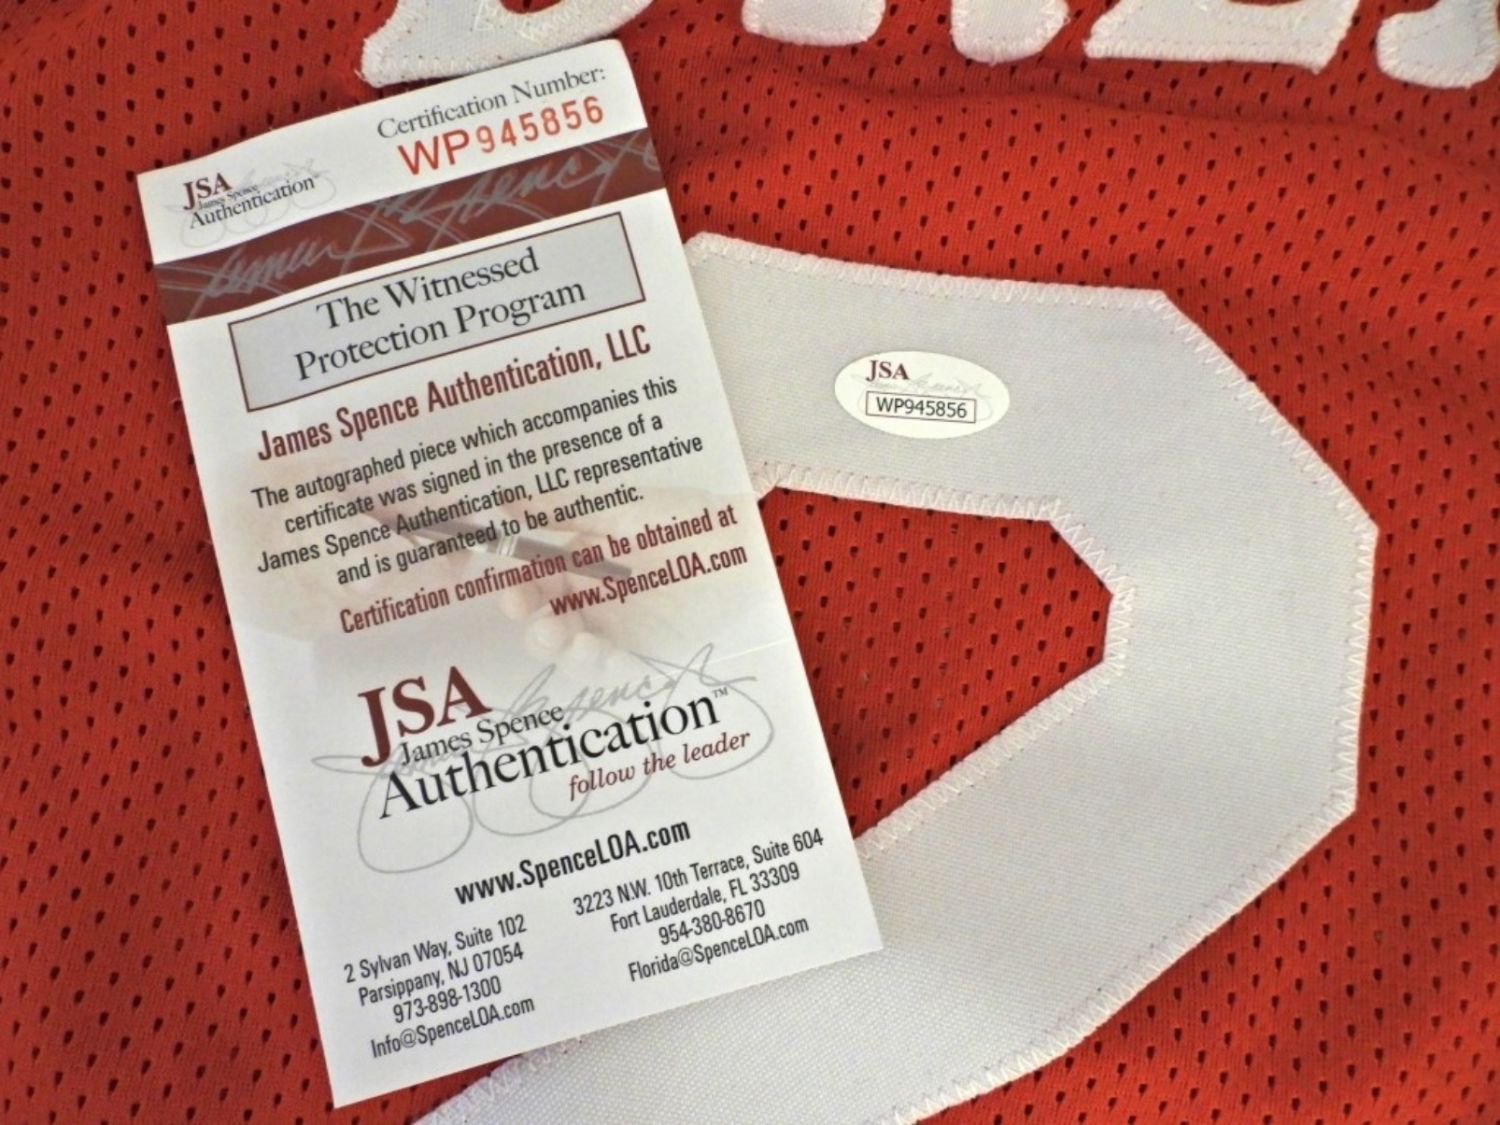 Certification Number:
WP945856
JSA
James Spence
Authentication
The Witnessed
Protection Program
James Spence Authentication, LLC
The autographed piece which accompanies this
certificate was signed in the presence of a
James Spence Authentication, LLC representative
and is guaranteed to be authentic.
Certification confirmation can be obtained at
www.SpenceLOA.com
JSA
James Spence
Authentication™
follow the leader
www.SpenceLOA.com
2 Sylvan Way, Suite 102
Parsippany, NJ 07054
973-898-1300
Info@SpenceLOA.com
3223 N.W. 10th Terrace, Suite 604
Fort Lauderdale, FL 33309
954-380-8670
Florida@SpenceLOA.com
JSA
WP945856